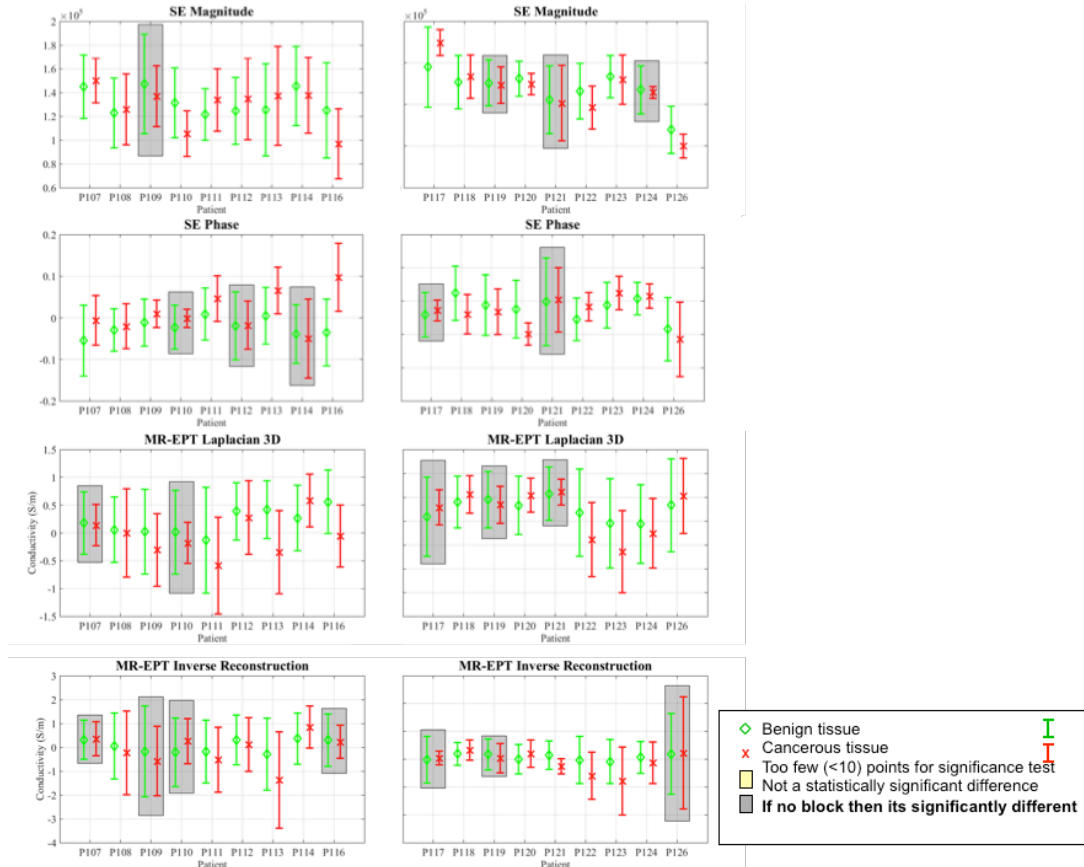 SE Magnitude
×10⁵
2
1.8
1.6
1.4
1.2
1
0.8
0.6
P107 P108 P109 P110 P111 P112 P113 P114 P116
Patient
SE Magnitude
×10⁵
P117 P118 P119 P120 P121 P122 P123 P124 P126
Patient
SE Phase
0.2
0.1
0
-0.1
-0.2
P107 P108 P109 P110 P111 P112 P113 P114 P116
Patient
SE Phase
P117 P118 P119 P120 P121 P122 P123 P124 P126
Patient
MR-EPT Laplacian 3D
Conductivity (S/m)
1.5
1
0.5
0
-0.5
-1
-1.5
P107 P108 P109 P110 P111 P112 P113 P114 P116
Patient
MR-EPT Laplacian 3D
P117 P118 P119 P120 P121 P122 P123 P124 P126
Patient
MR-EPT Inverse Reconstruction
Conductivity (S/m)
3
2
1
0
-1
-2
-3
-4
P107 P108 P109 P110 P111 P112 P113 P114 P116
Patient
MR-EPT Inverse Reconstruction
P117 P118 P119 P120 P121 P122 P123 P124 P126
Patient
Benign tissue
Cancerous tissue
Too few (<10) points for significance test
Not a statistically significant difference
If no block then its significantly different